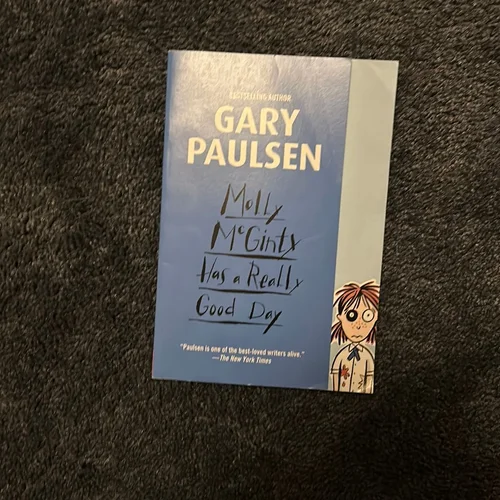 BESTSELLING AUTHOR
GARY
PAULSEN
Molly
McGinty
Has a Really
Good Day
"Paulsen is one of the best-loved writers alive."
—The New York Times